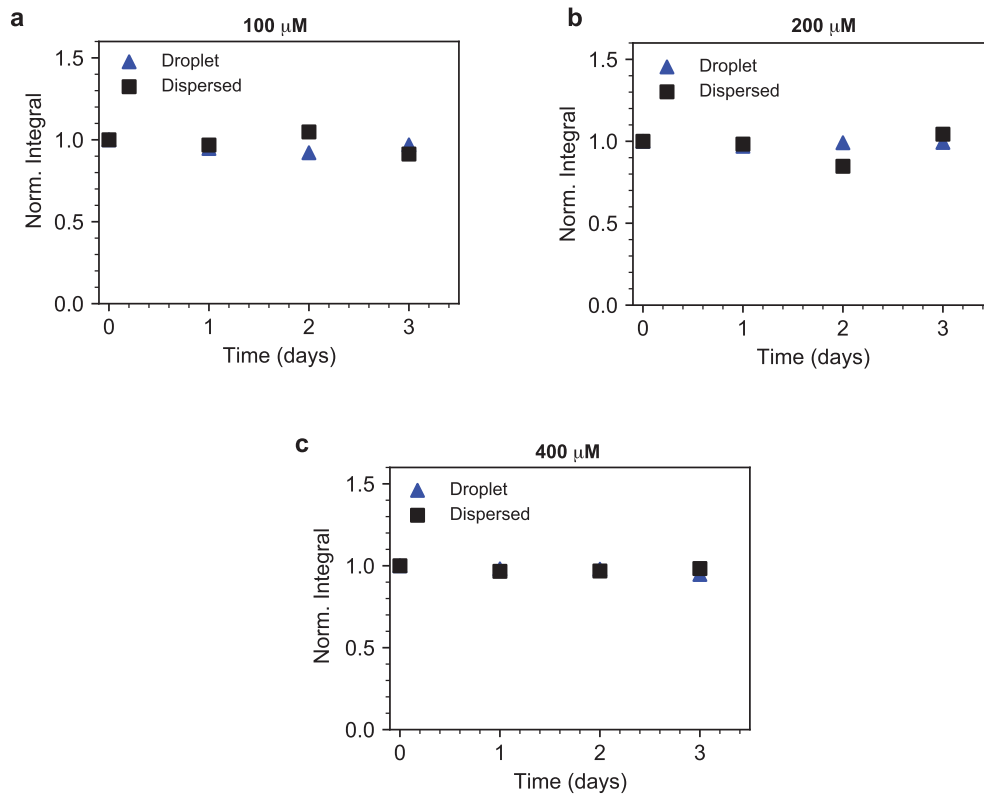 a
100 μM
Norm. Integral
1.5
1.0
0.5
0.0
Droplet
Dispersed
0 1 2 3
Time (days)
b
200 μM
Norm. Integral
1.5
1.0
0.5
0.0
Droplet
Dispersed
0 1 2 3
Time (days)
c
400 μM
Norm. Integral
1.5
1.0
0.5
0.0
Droplet
Dispersed
0 1 2 3
Time (days)